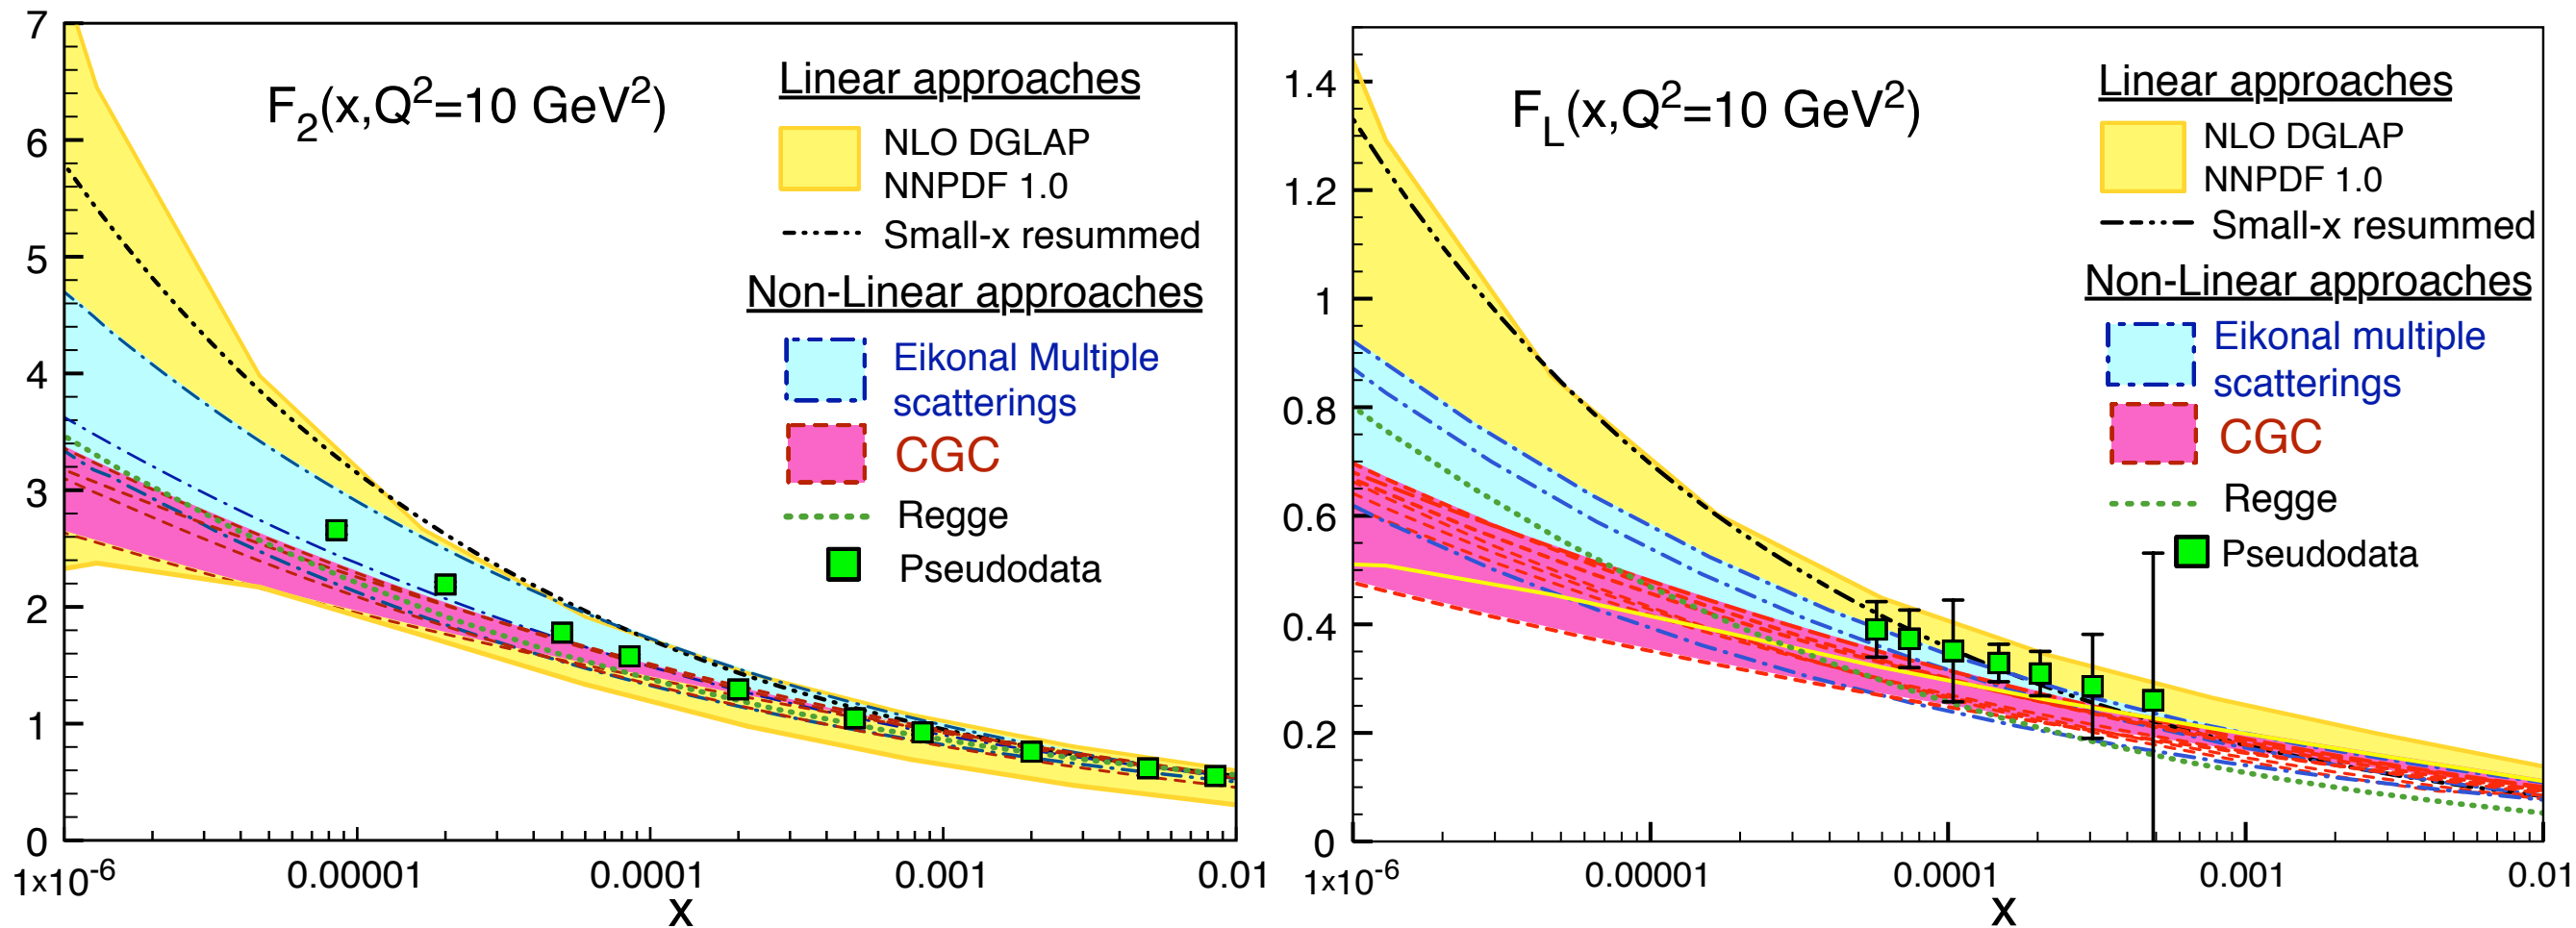 F2(x,Q2=10 GeV2)
Linear approaches
NLO DGLAP
NNPDF 1.0
Small-x resummed
Non-Linear approaches
Eikonal Multiple
scatterings
CGC
Regge
Pseudodata
7
6
5
4
3
2
1
0
1×10-6
0.00001
0.0001
0.001
0.01
x
FL(x,Q2=10 GeV2)
Linear approaches
NLO DGLAP
NNPDF 1.0
Small-x resummed
Non-Linear approaches
Eikonal multiple
scatterings
CGC
Regge
Pseudodata
1.4
1.2
1
0.8
0.6
0.4
0.2
0
1×10-6
0.00001
0.0001
0.001
0.01
x